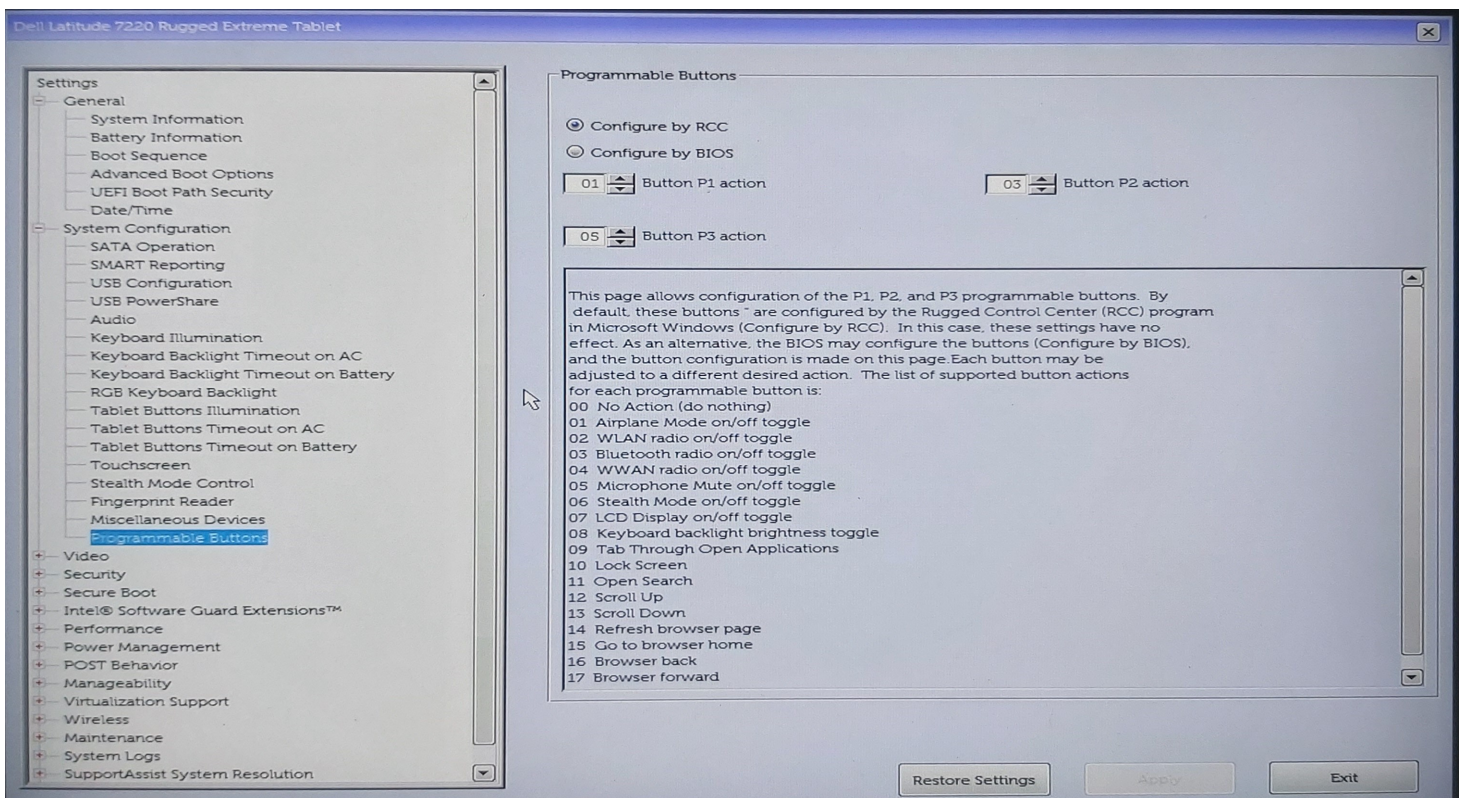 Dell Latitude 7220 Rugged Extreme Tablet
Settings
General
System Information
Battery Information
Boot Sequence
Advanced Boot Options
UEFI Boot Path Security
Date/Time
System Configuration
SATA Operation
SMART Reporting
USB Configuration
USB PowerShare
Audio
Keyboard Illumination
Keyboard Backlight Timeout on AC
Keyboard Backlight Timeout on Battery
RGB Keyboard Backlight
Tablet Buttons Illumination
Tablet Buttons Timeout on AC
Tablet Buttons Timeout on Battery
Touchscreen
Stealth Mode Control
Fingerprint Reader
Miscellaneous Devices
Programmable Buttons
Video
Security
Secure Boot
Intel® Software Guard Extensions™
Performance
Power Management
POST Behavior
Manageability
Virtualization Support
Wireless
Maintenance
System Logs
SupportAssist System Resolution
Programmable Buttons
Configure by RCC
Configure by BIOS
01 Button P1 action
03 Button P2 action
05 Button P3 action
This page allows configuration of the P1, P2, and P3 programmable buttons. By
default, these buttons " are configured by the Rugged Control Center (RCC) program
in Microsoft Windows (Configure by RCC). In this case, these settings have no
effect. As an alternative, the BIOS may configure the buttons (Configure by BIOS),
and the button configuration is made on this page.Each button may be
adjusted to a different desired action. The list of supported button actions
for each programmable button is:
00 No Action (do nothing)
01 Airplane Mode on/off toggle
02 WLAN radio on/off toggle
03 Bluetooth radio on/off toggle
04 WWAN radio on/off toggle
05 Microphone Mute on/off toggle
06 Stealth Mode on/off toggle
07 LCD Display on/off toggle
08 Keyboard backlight brightness toggle
09 Tab Through Open Applications
10 Lock Screen
11 Open Search
12 Scroll Up
13 Scroll Down
14 Refresh browser page
15 Go to browser home
16 Browser back
17 Browser forward
Restore Settings
Apply
Exit